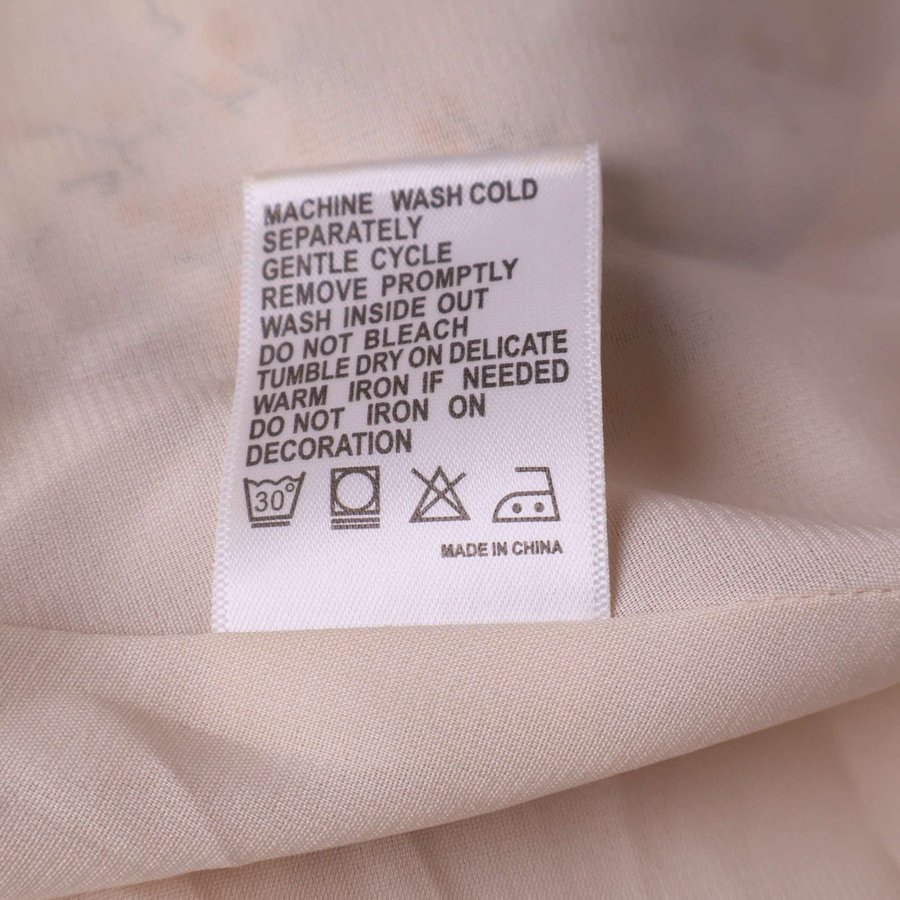 MACHINE WASH COLD
SEPARATELY
GENTLE CYCLE
REMOVE PROMPTLY
WASH INSIDE OUT
DO NOT BLEACH
TUMBLE DRY ON DELICATE
WARM IRON IF NEEDED
DO NOT IRON ON
DECORATION
30°
MADE IN CHINA